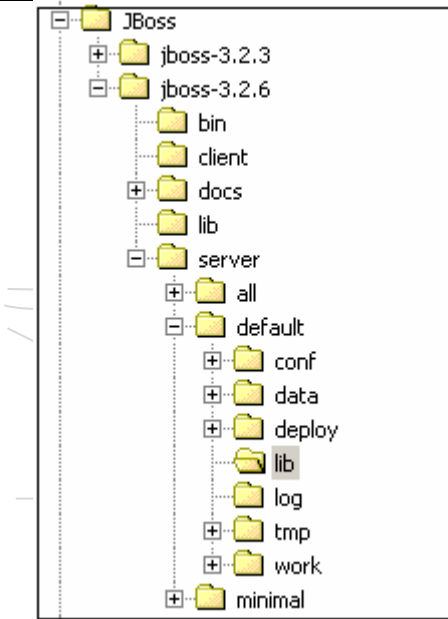 JBoss
jboss-3.2.3
jboss-3.2.6
bin
client
docs
lib
server
all
default
conf
data
deploy
lib
log
tmp
work
minimal